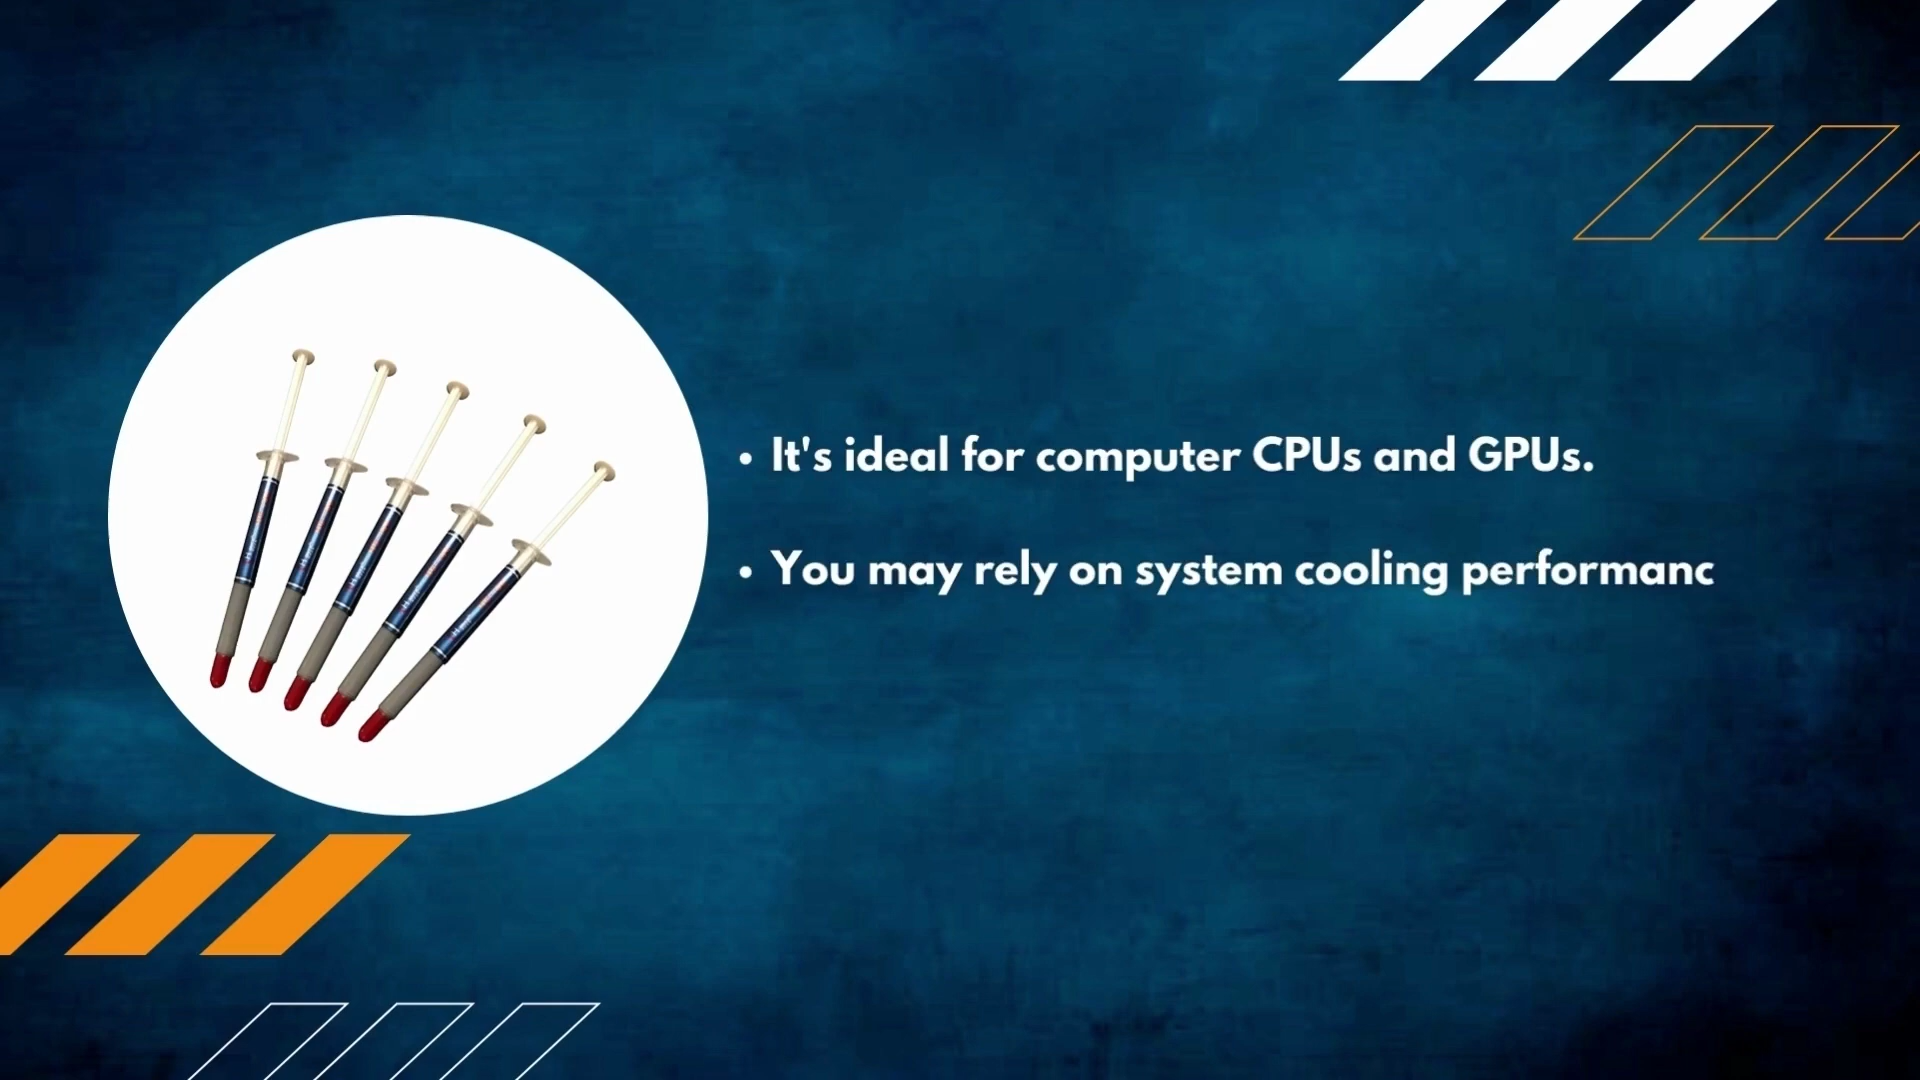 • It's ideal for computer CPUs and GPUs.
• You may rely on system cooling performanc